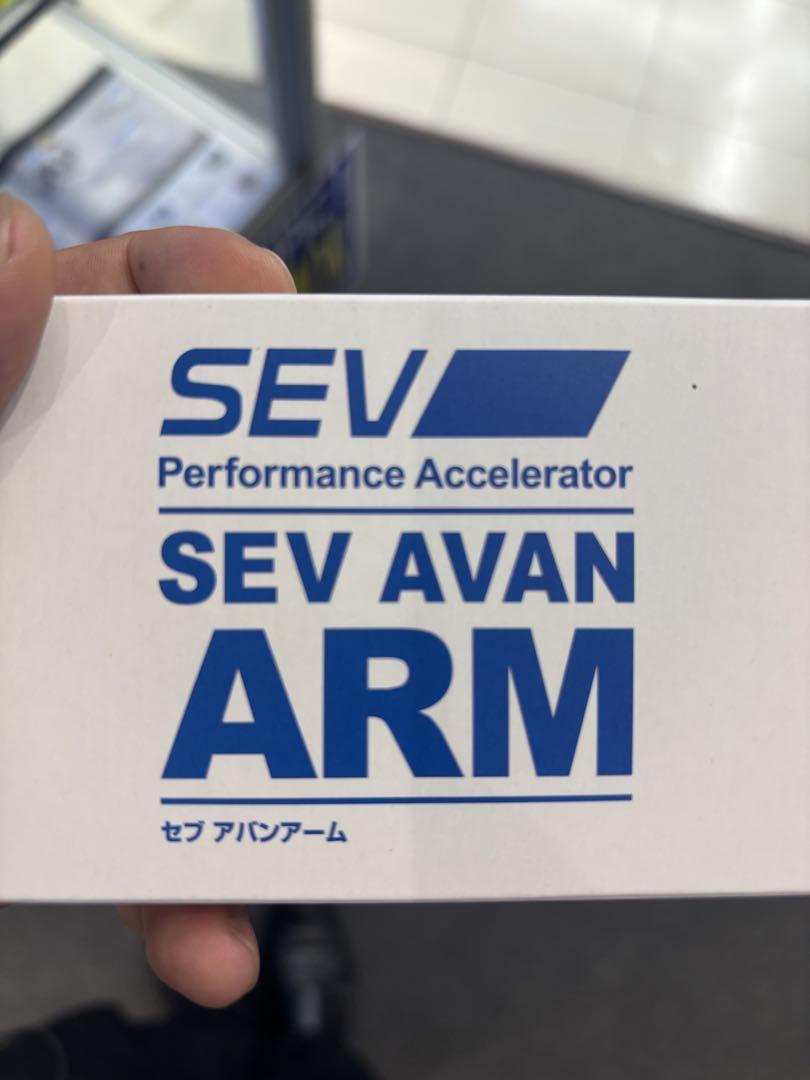 SEV
Performance Accelerator
SEV AVAN
ARM
セブ アバンアーム